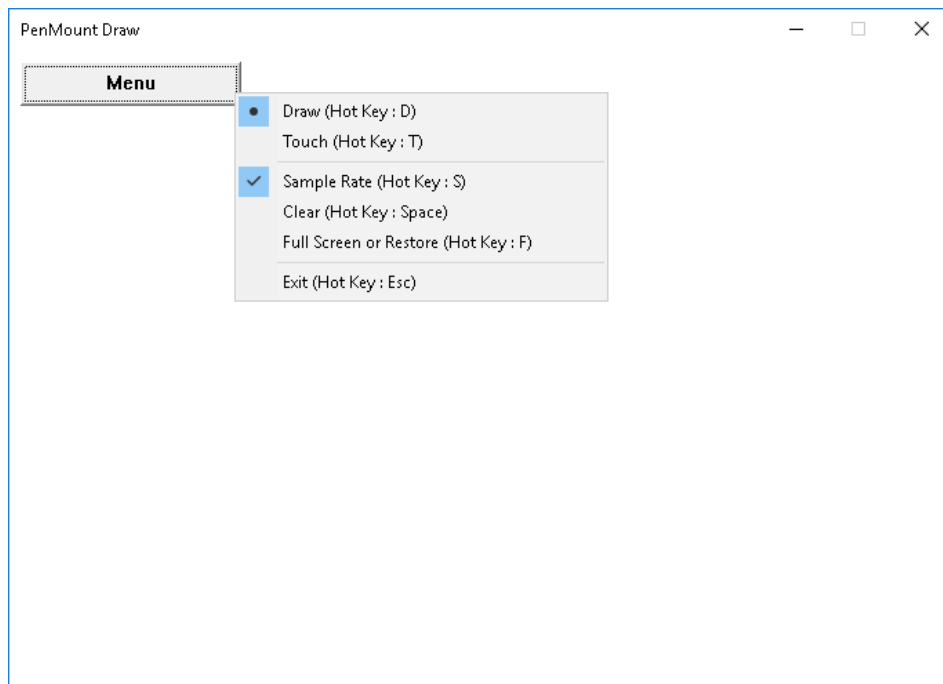 PenMount Draw
Menu
Draw (Hot Key : D)
Touch (Hot Key : T)
Sample Rate (Hot Key : S)
Clear (Hot Key : Space)
Full Screen or Restore (Hot Key : F)
Exit (Hot Key : Esc)